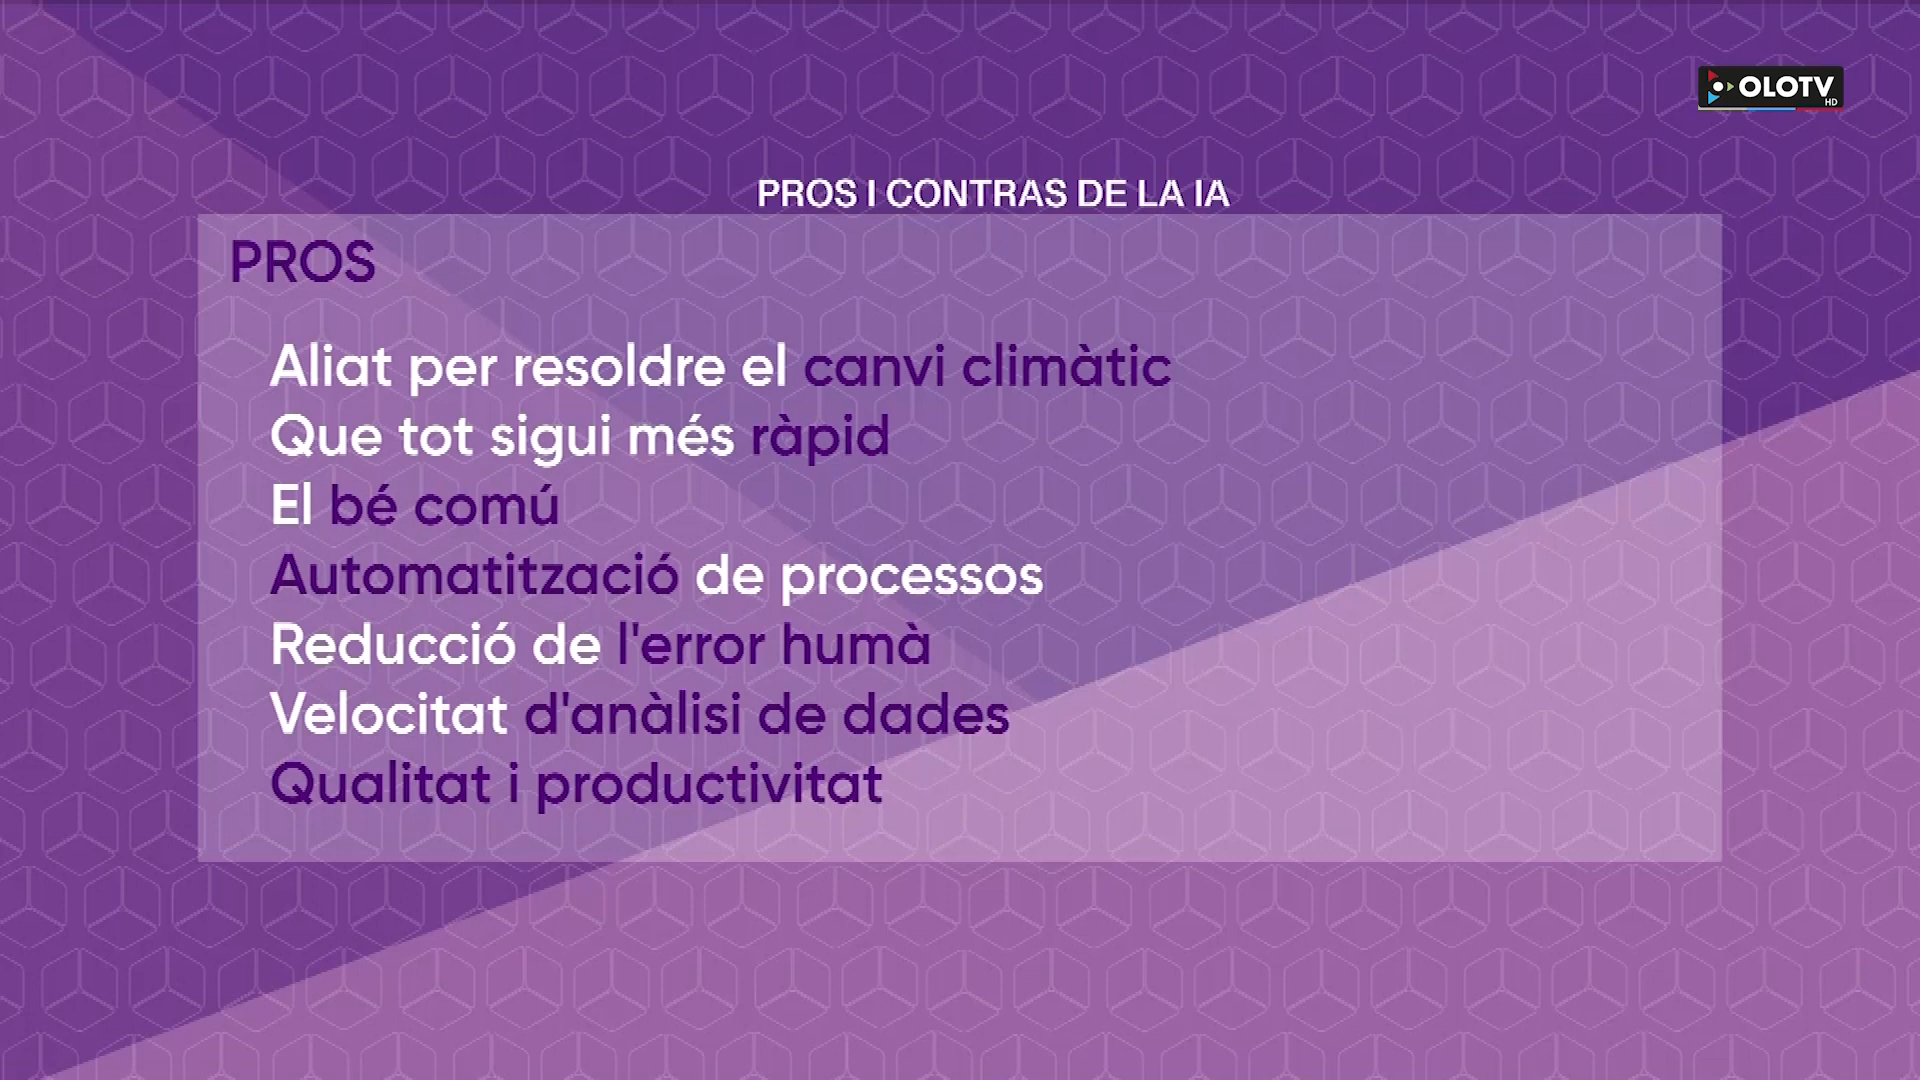 OLOTV
HD
PROS I CONTRAS DE LA IA
PROS
Aliat per resoldre el canvi climàtic
Que tot sigui més ràpid
El bé comú
Automatització de processos
Reducció de l'error humà
Velocitat d'anàlisi de dades
Qualitat i productivitat